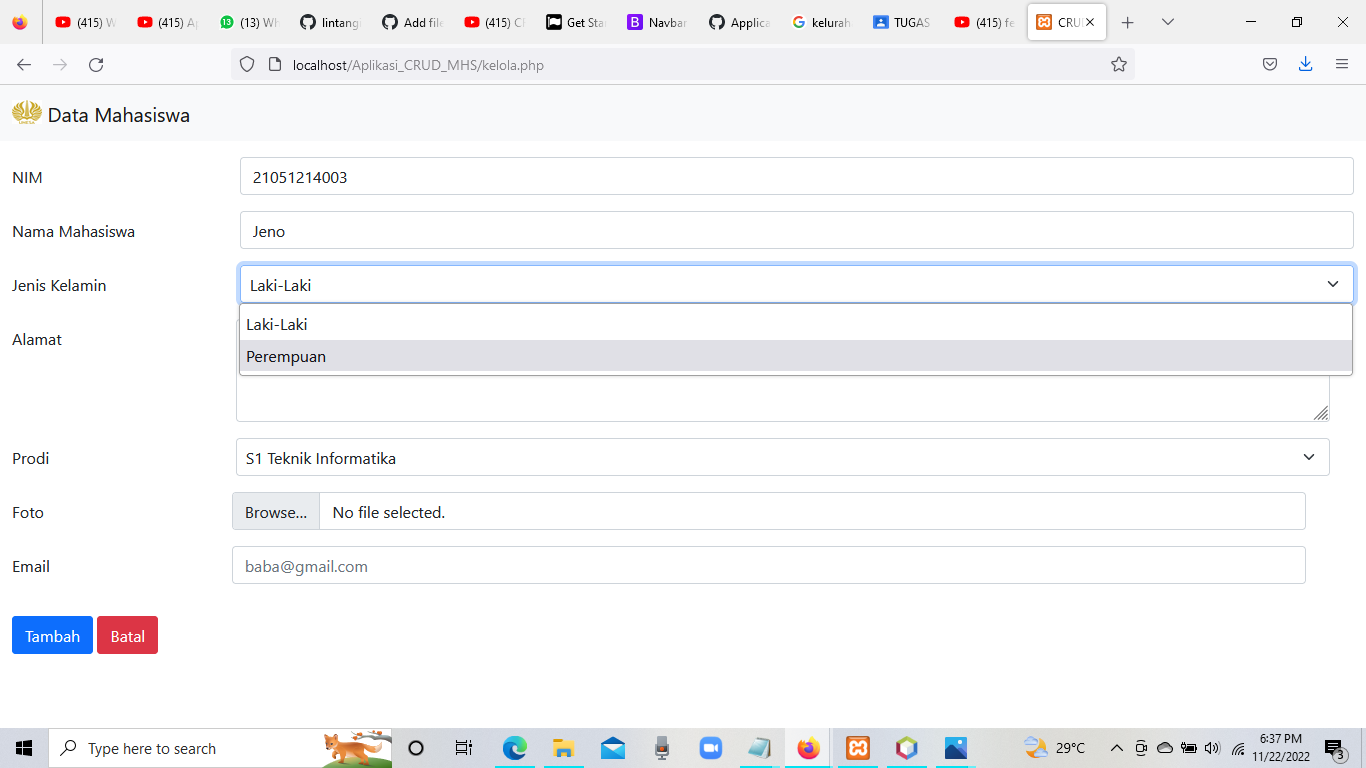 (415) W
(415) Ap
(13) Wh
lintang
Add file
(415) C
Get Star
Navbar
Applica
kelurah
TUGAS
(415) fe
CRUD
localhost/Aplikasi_CRUD_MHS/kelola.php
Data Mahasiswa
NIM
21051214003
Nama Mahasiswa
Jeno
Jenis Kelamin
Laki-Laki
Laki-Laki
Perempuan
Alamat
Prodi
S1 Teknik Informatika
Foto
Browse... No file selected.
Email
baba@gmail.com
Tambah Batal
Type here to search
29°C
6:37 PM
11/22/2022
3